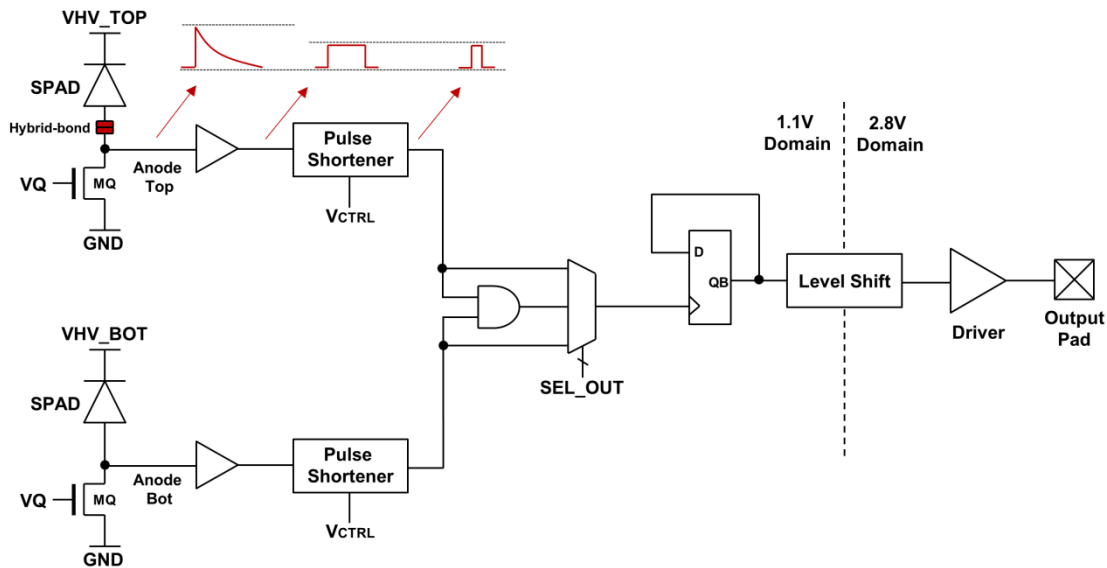 VHV_TOP
SPAD
Hybrid-bond
VQ
MQ
GND
Anode
Top
Pulse
Shortener
VCTRL
1.1V
Domain
2.8V
Domain
D
QB
Level Shift
Driver
Output
Pad
SEL_OUT
VHV_BOT
SPAD
VQ
MQ
GND
Anode
Bot
Pulse
Shortener
VCTRL